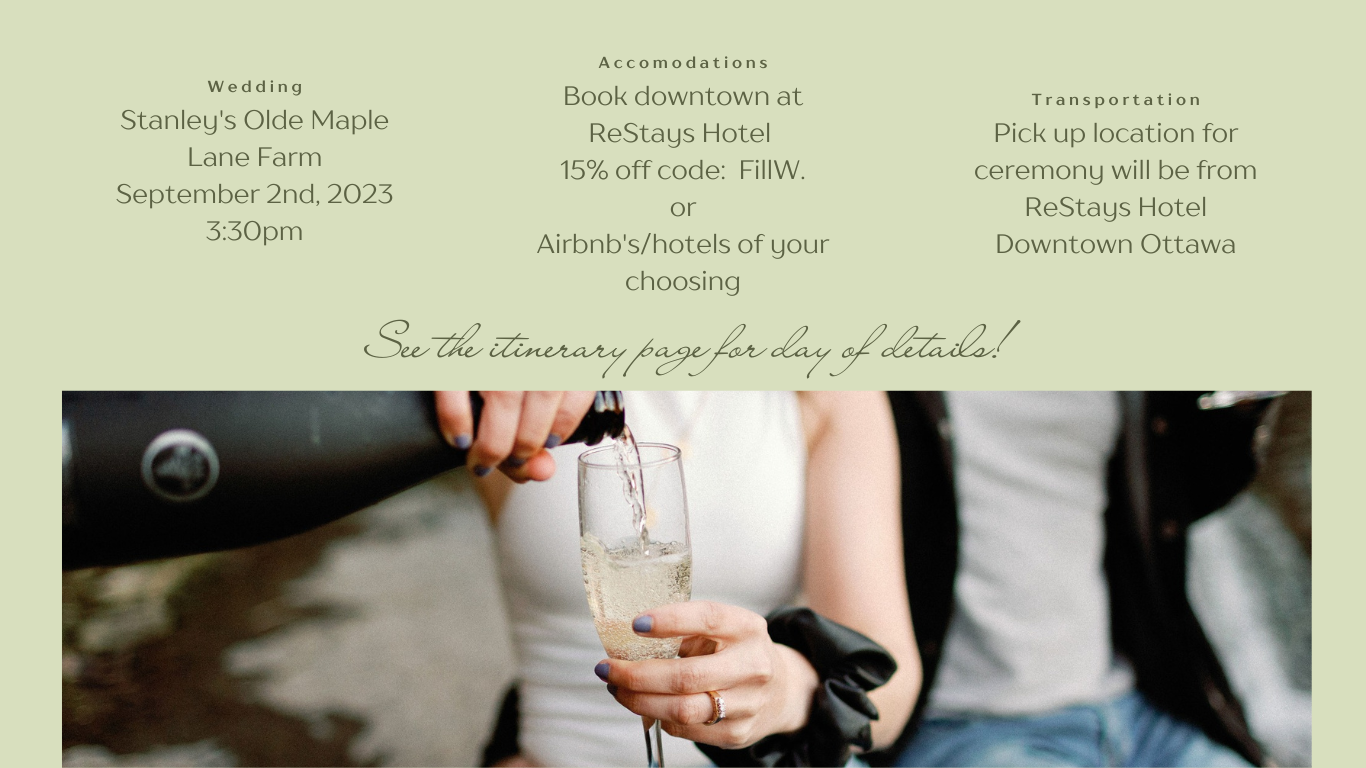 Wedding
Stanley's Olde Maple
Lane Farm
September 2nd, 2023
3:30pm
Accomodations
Book downtown at
ReStays Hotel
15% off code:  FillW.
or
Airbnb's/hotels of your
choosing
Transportation
Pick up location for
ceremony will be from
ReStays Hotel
Downtown Ottawa
See the itinerary page for day of details!